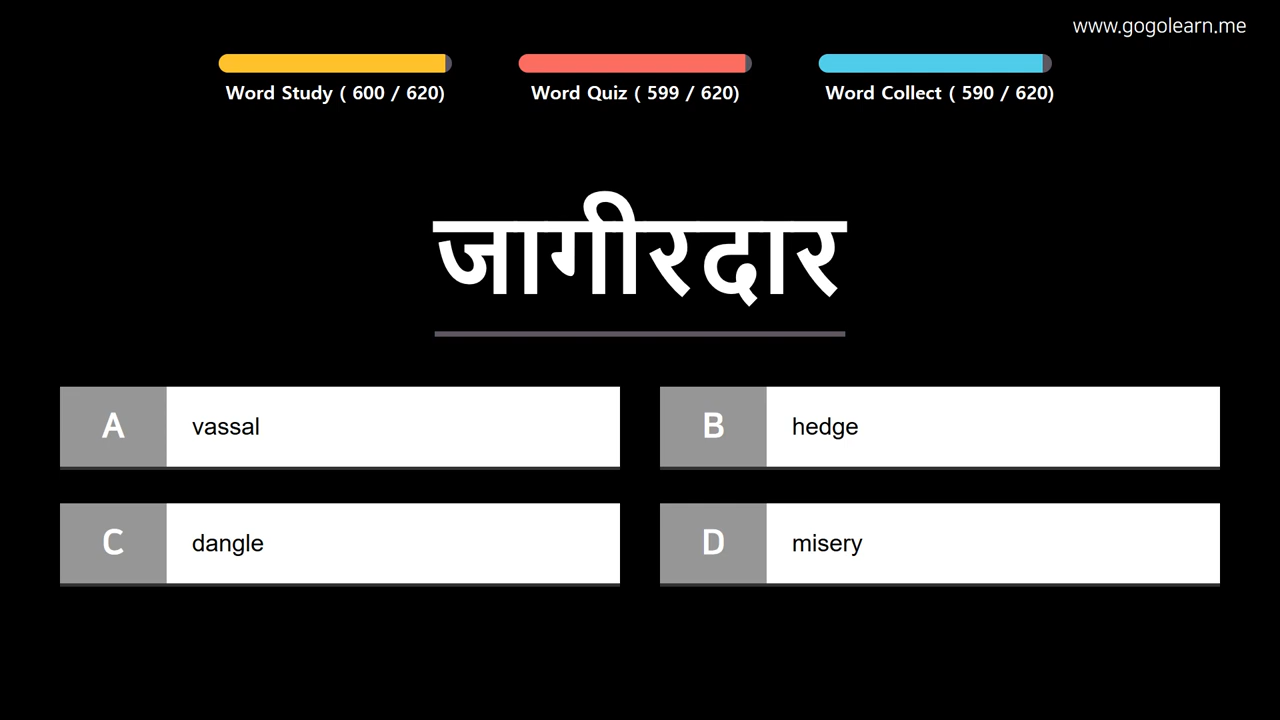 www.gogolearn.me
Word Study ( 600 / 620)
Word Quiz ( 599 / 620)
Word Collect ( 590 / 620)
जागीरदार
A vassal
B hedge
C dangle
D misery